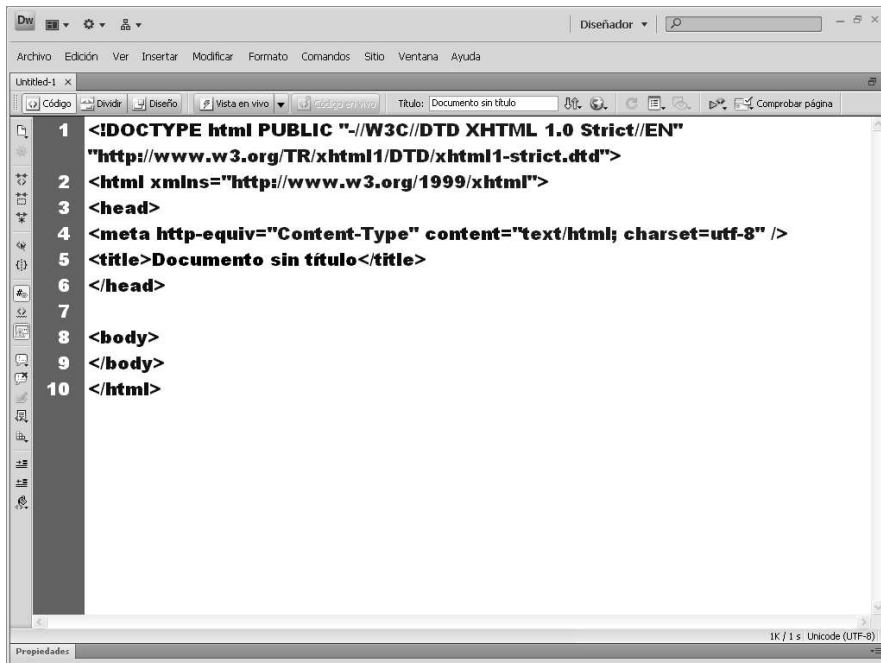 Dw
Diseñador
Archivo Edición Ver Insertar Modificar Formato Comandos Sitio Ventana Ayuda
Untitled-1 ×
Código Dividir Diseño Vista en vivo Código en vivo Título: Documento sin título Comprobar página
1 <!DOCTYPE html PUBLIC "-//W3C//DTD XHTML 1.0 Strict//EN"
"http://www.w3.org/TR/xhtml1/DTD/xhtml1-strict.dtd">
2 <html xmlns="http://www.w3.org/1999/xhtml">
3 <head>
4 <meta http-equiv="Content-Type" content="text/html; charset=utf-8" />
5 <title>Documento sin título</title>
6 </head>
7
8 <body>
9 </body>
10 </html>
1K / 1 s Unicode (UTF-8)
Propiedades